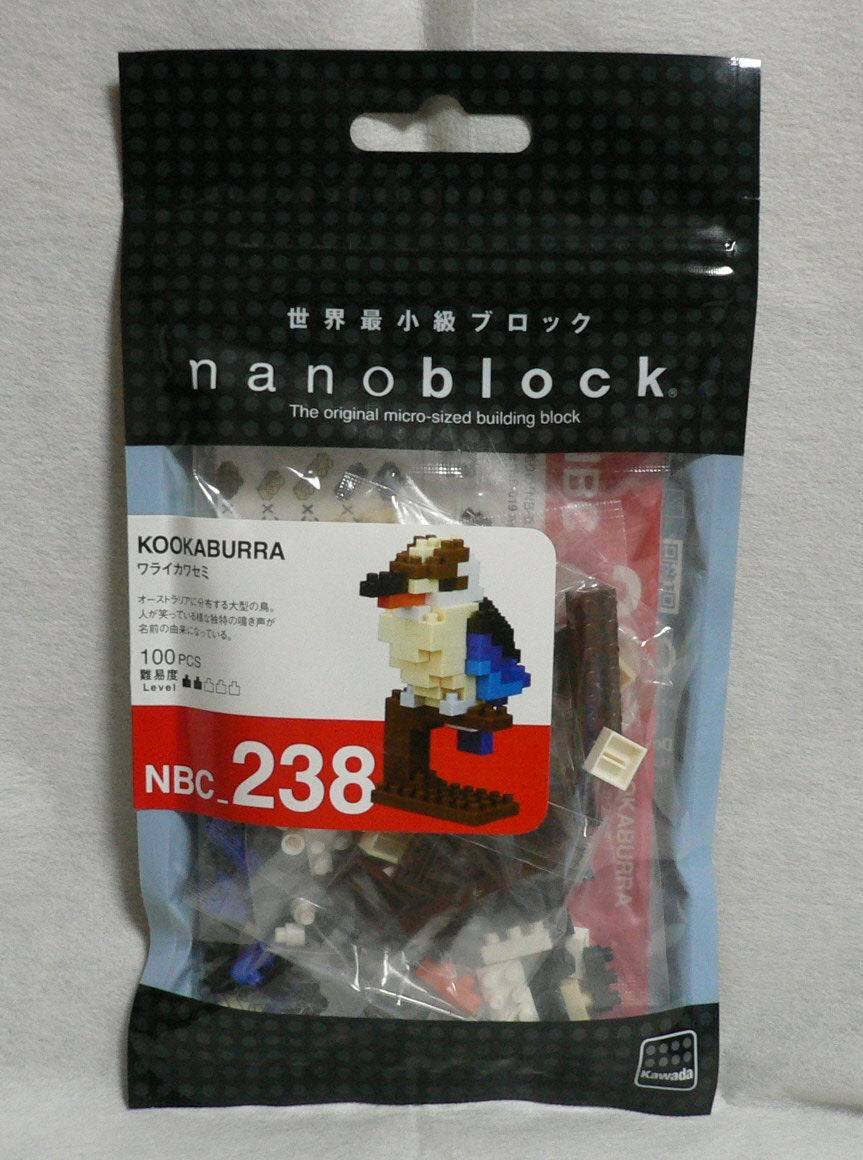 世界最小級ブロック
nanoblock®
The original micro-sized building block
KOOKABURRA
ワライカワセミ
オーストラリアに分布する大型の鳥。
人が笑っている様な独特の鳴き声が
名前の由来になっている。
100PCS
難易度
Level
NBC_238
KOOKABURRA
Kawada